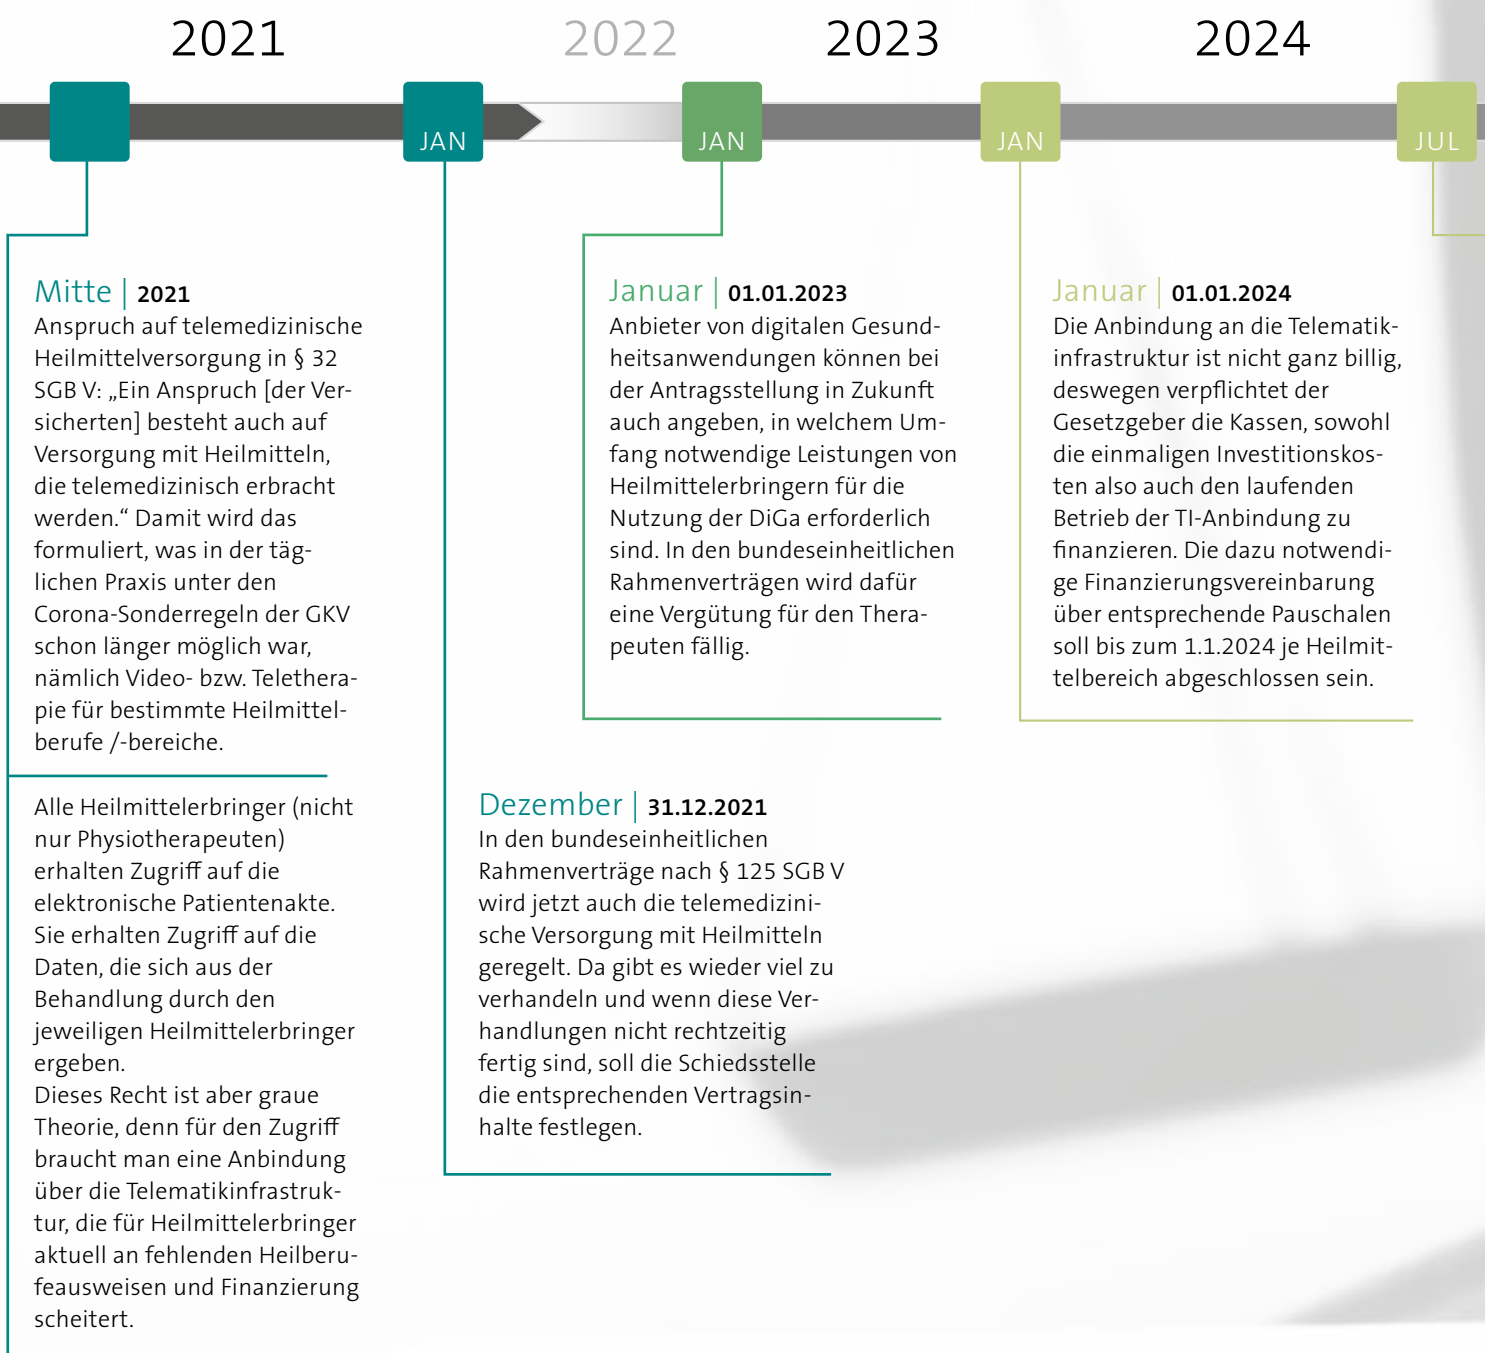 2021
2022
2023
2024
JAN
JAN
JAN
JUL
Mitte | 2021
Anspruch auf telemedizinische
Heilmittelversorgung in § 32
SGB V: „Ein Anspruch [der Ver-
sicherten] besteht auch auf
Versorgung mit Heilmitteln,
die telemedizinisch erbracht
werden.“ Damit wird das
formuliert, was in der täg-
lichen Praxis unter den
Corona-Sonderregeln der GKV
schon länger möglich war,
nämlich Video- bzw. Telethera-
pie für bestimmte Heilmittel-
berufe /-bereiche.
Alle Heilmittelerbringer (nicht
nur Physiotherapeuten)
erhalten Zugriff auf die
elektronische Patientenakte.
Sie erhalten Zugriff auf die
Daten, die sich aus der
Behandlung durch den
jeweiligen Heilmittelerbringer
ergeben.
Dieses Recht ist aber graue
Theorie, denn für den Zugriff
braucht man eine Anbindung
über die Telematikinfrastruk-
tur, die für Heilmittelerbringer
aktuell an fehlenden Heilberu-
feausweisen und Finanzierung
scheitert.
Dezember | 31.12.2021
In den bundeseinheitlichen
Rahmenverträge nach § 125 SGB V
wird jetzt auch die telemedizini-
sche Versorgung mit Heilmitteln
geregelt. Da gibt es wieder viel zu
verhandeln und wenn diese Ver-
handlungen nicht rechtzeitig
fertig sind, soll die Schiedsstelle
die entsprechenden Vertragsin-
halte festlegen.
Januar | 01.01.2023
Anbieter von digitalen Gesund-
heitsanwendungen können bei
der Antragsstellung in Zukunft
auch angeben, in welchem Um-
fang notwendige Leistungen von
Heilmittelerbringern für die
Nutzung der DiGa erforderlich
sind. In den bundeseinheitlichen
Rahmenverträgen wird dafür
eine Vergütung für den Thera-
peuten fällig.
Januar | 01.01.2024
Die Anbindung an die Telematik-
infrastruktur ist nicht ganz billig,
deswegen verpflichtet der
Gesetzgeber die Kassen, sowohl
die einmaligen Investitionskos-
ten also auch den laufenden
Betrieb der TI-Anbindung zu
finanzieren. Die dazu notwendi-
ge Finanzierungsvereinbarung
über entsprechende Pauschalen
soll bis zum 1.1.2024 je Heilmit-
telbereich abgeschlossen sein.